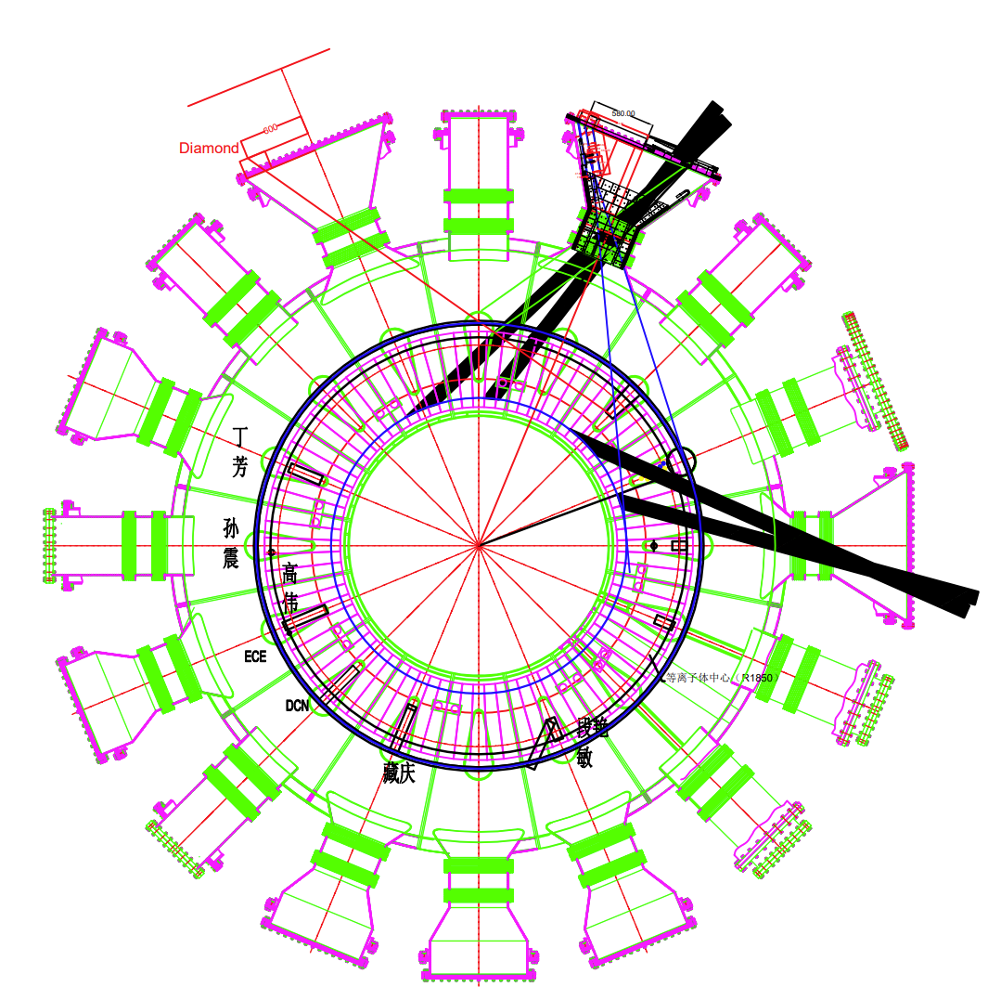 580.00
600
Diamond
丁
芳
孙
震
高
伟
ECE
等离子体中心（R1850）
DCN
段艳
敏
藏庆